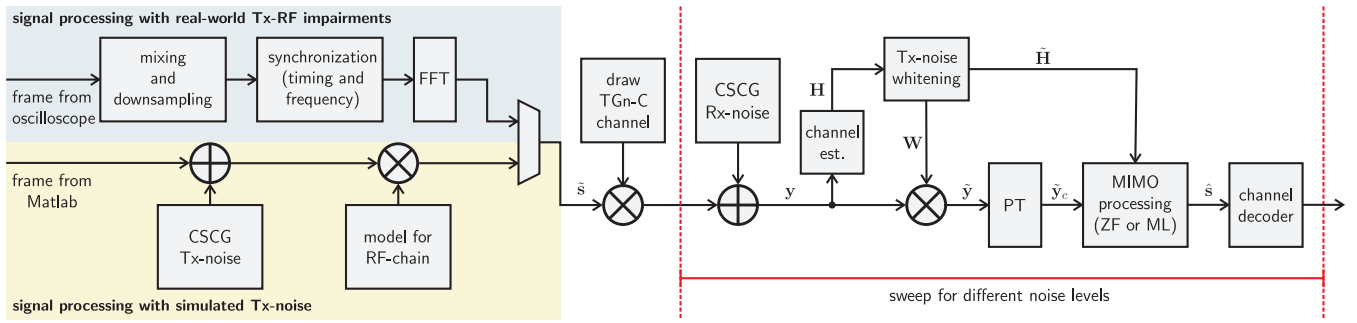 signal processing with real-world Tx-RF impairments
mixing
and
downsampling
synchronization
(timing and
frequency)
FFT
frame from
oscilloscope
frame from
Matlab
CSCG
Tx-noise
model for
RF-chain
signal processing with simulated Tx-noise
s̃
draw
TGn-C
channel
CSCG
Rx-noise
y
H
channel
est.
Tx-noise
whitening
H̃
W
ỹ
PT
ỹ_c
MIMO
processing
(ZF or ML)
ŝ
channel
decoder
sweep for different noise levels